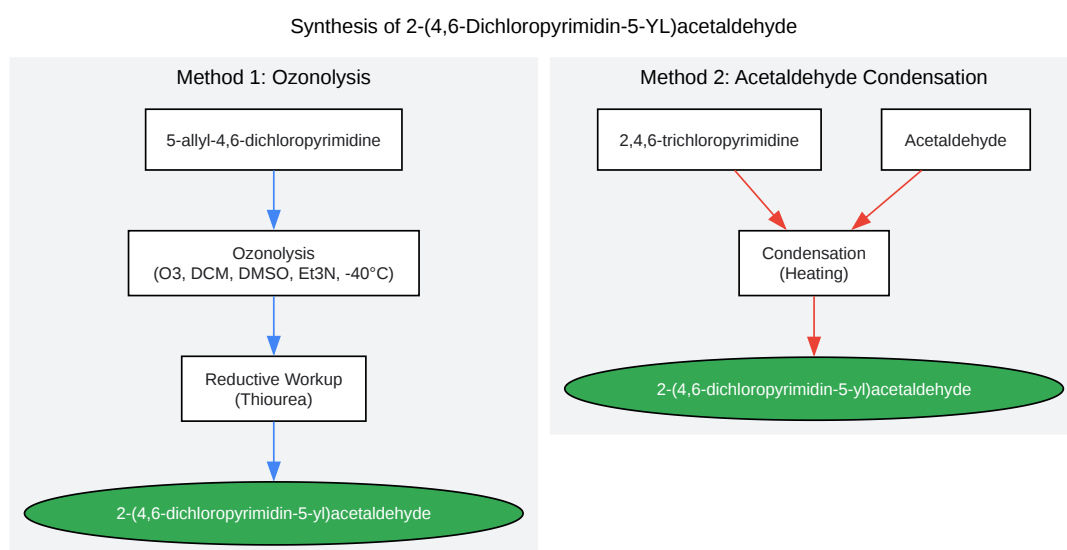 Synthesis of 2-(4,6-Dichloropyrimidin-5-YL)acetaldehyde
Method 1: Ozonolysis
5-allyl-4,6-dichloropyrimidine
Ozonolysis
(O3, DCM, DMSO, Et3N, -40°C)
Reductive Workup
(Thiourea)
2-(4,6-dichloropyrimidin-5-yl)acetaldehyde
Method 2: Acetaldehyde Condensation
2,4,6-trichloropyrimidine
Acetaldehyde
Condensation
(Heating)
2-(4,6-dichloropyrimidin-5-yl)acetaldehyde